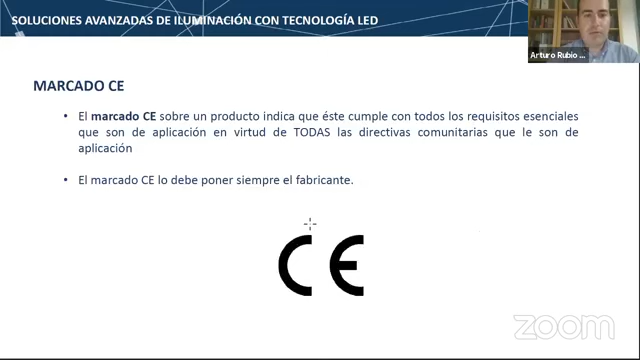 SOLUCIONES AVANZADAS DE ILUMINACIÓN CON TECNOLOGÍA LED
Arturo Rubio ...
MARCADO CE
• El marcado CE sobre un producto indica que éste cumple con todos los requisitos esenciales
que son de aplicación en virtud de TODAS las directivas comunitarias que le son de
aplicación
• El marcado CE lo debe poner siempre el fabricante.
CE
zoom